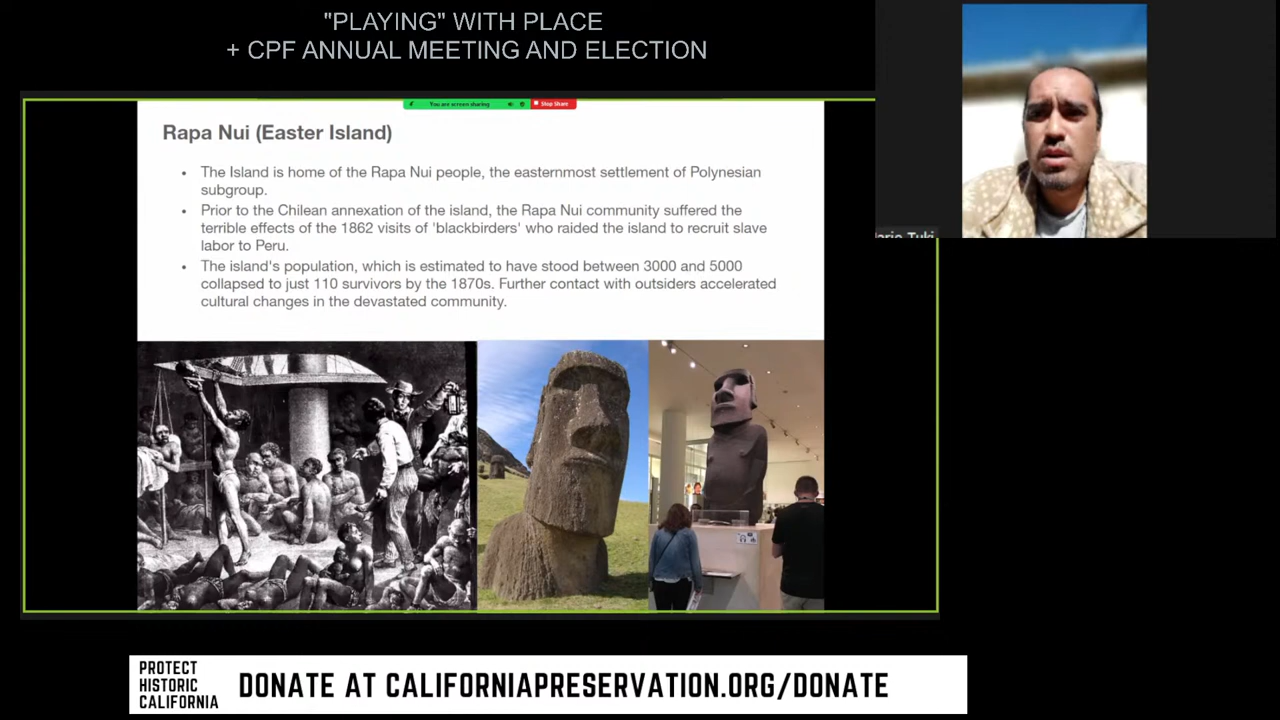 "PLAYING" WITH PLACE
+ CPF ANNUAL MEETING AND ELECTION
You are screen sharing
Stop Share
Rapa Nui (Easter Island)
• The Island is home of the Rapa Nui people, the easternmost settlement of Polynesian
subgroup.
• Prior to the Chilean annexation of the island, the Rapa Nui community suffered the
terrible effects of the 1862 visits of 'blackbirders' who raided the island to recruit slave
labor to Peru.
• The island's population, which is estimated to have stood between 3000 and 5000
collapsed to just 110 survivors by the 1870s. Further contact with outsiders accelerated
cultural changes in the devastated community.
PROTECT
HISTORIC
CALIFORNIA
DONATE AT CALIFORNIAPRESERVATION.ORG/DONATE